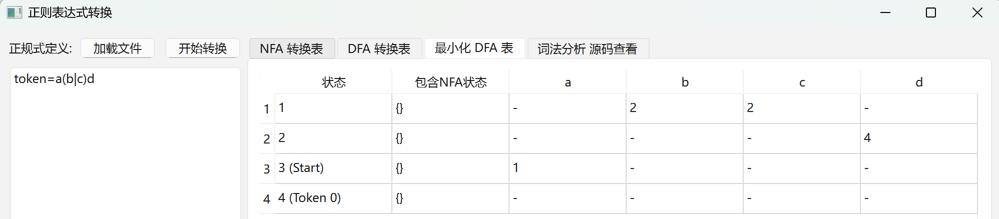 正则表达式转换
正规式定义: 加载文件 开始转换 NFA 转换表 DFA 转换表 最小化 DFA 表 词法分析 源码查看
token=a(b|c)d
状态 包含NFA状态 a b c d
1 1 {} - 2 2 -
2 2 {} - - - 4
3 3 (Start) {} 1 - - -
4 4 (Token 0) {} - - - -